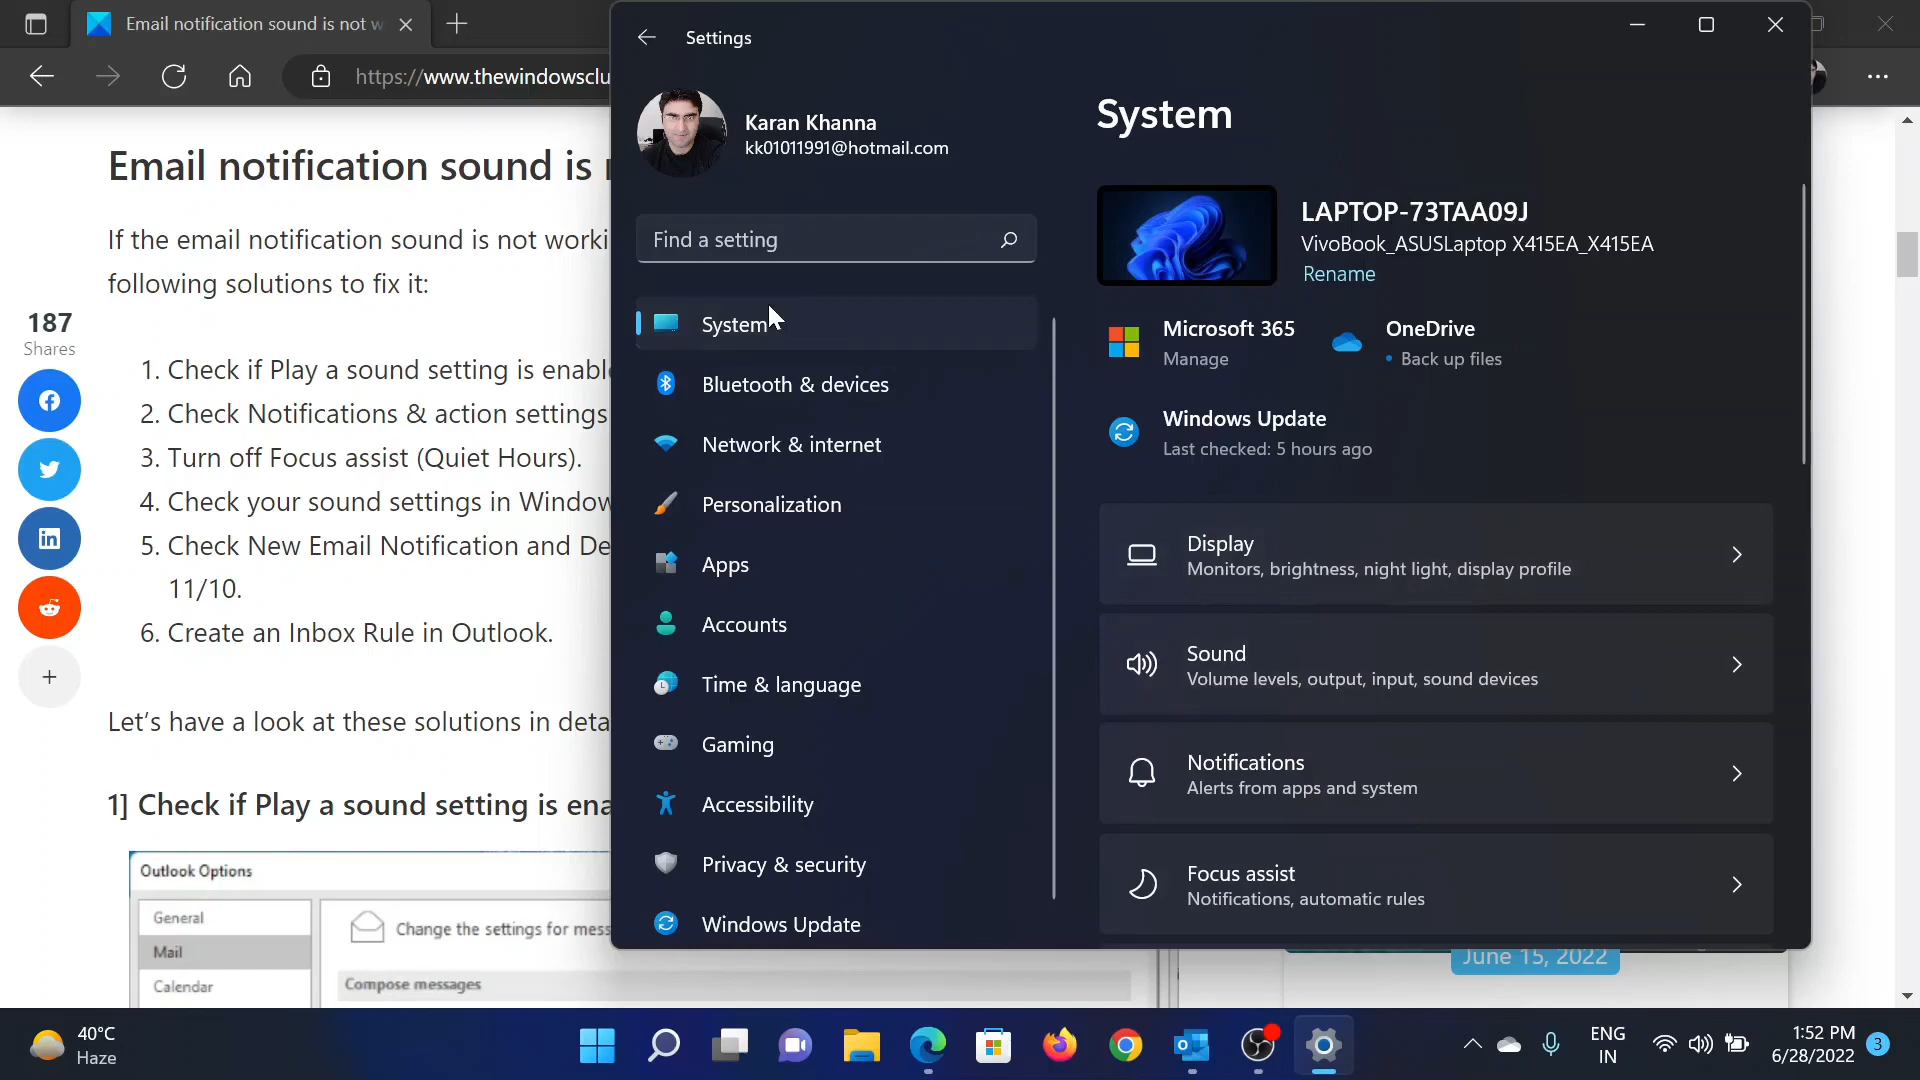 Email notification sound is not w
https://www.thewindowsclu
Email notification sound is
If the email notification sound is not worki
following solutions to fix it:
187
Shares
1. Check if Play a sound setting is enabl
2. Check Notifications & action settings
3. Turn off Focus assist (Quiet Hours).
4. Check your sound settings in Window
5. Check New Email Notification and De
11/10.
6. Create an Inbox Rule in Outlook.
Let's have a look at these solutions in deta
1] Check if Play a sound setting is ena
Outlook Options
General
Mail
Calendar
Change the settings for mess
Compose messages
Settings
Karan Khanna
kk01011991@hotmail.com
Find a setting
System
Bluetooth & devices
Network & internet
Personalization
Apps
Accounts
Time & language
Gaming
Accessibility
Privacy & security
Windows Update
System
LAPTOP-73TAA09J
VivoBook_ASUSLaptop X415EA_X415EA
Rename
Microsoft 365
Manage
OneDrive
Back up files
Windows Update
Last checked: 5 hours ago
Display
Monitors, brightness, night light, display profile
Sound
Volume levels, output, input, sound devices
Notifications
Alerts from apps and system
Focus assist
Notifications, automatic rules
June 15, 2022
40°C
Haze
ENG
IN
1:52 PM
6/28/2022
3